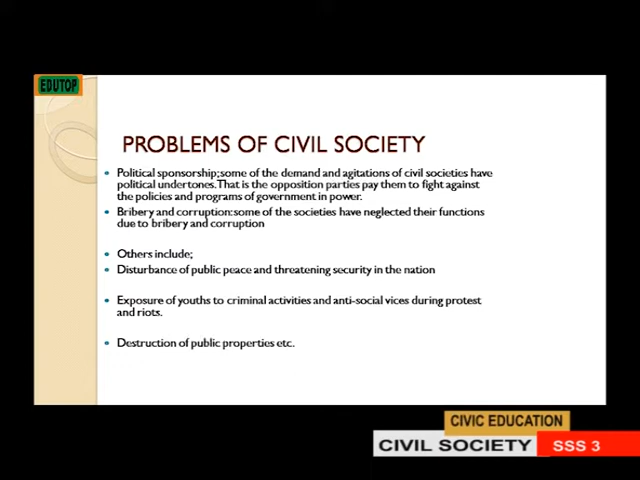 EDUTOP
PROBLEMS OF CIVIL SOCIETY
Political sponsorship;some of the demand and agitations of civil societies have
political undertones.That is the opposition parties pay them to fight against
the policies and programs of government in power.
Bribery and corruption:some of the societies have neglected their functions
due to bribery and corruption
Others include;
Disturbance of public peace and threatening security in the nation
Exposure of youths to criminal activities and anti-social vices during protest
and riots.
Destruction of public properties etc.
CIVIC EDUCATION
CIVIL SOCIETY SSS 3